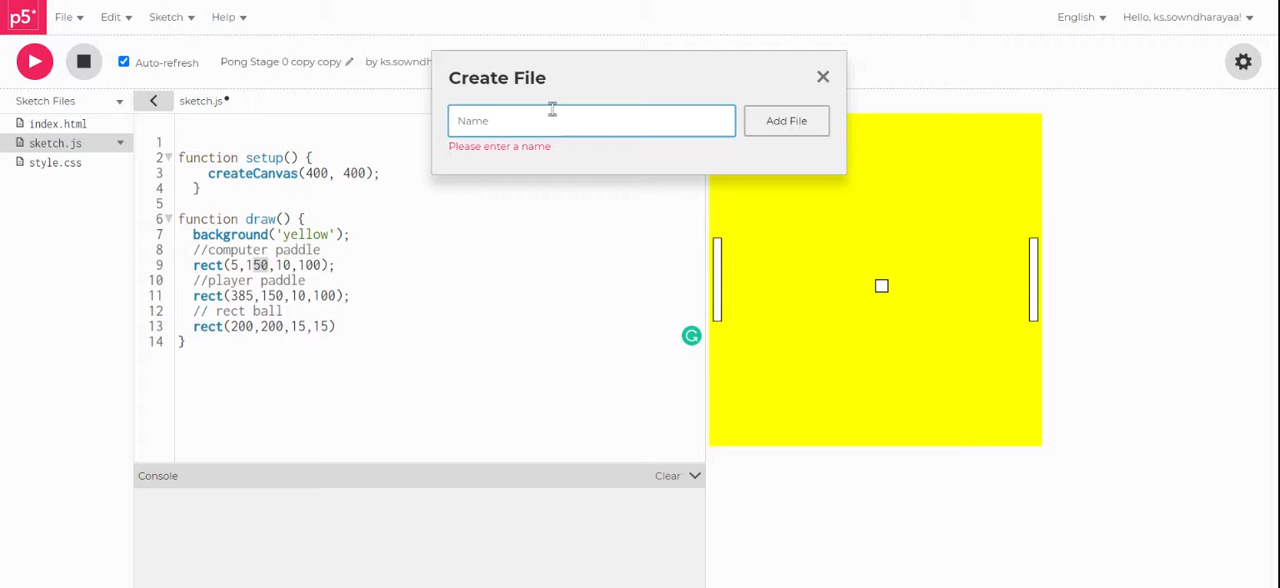 p5*
File Edit Sketch Help
English Hello, ks.sowndharayaa!
Auto-refresh Pong Stage 0 copy copy by ks.sowndh
Create File
Name
Add File
Please enter a name
Sketch Files
sketch.js
index.html
sketch.js
style.css
1
2 function setup() {
3 createCanvas(400, 400);
4 }
5
6 function draw() {
7 background('yellow');
8 //computer paddle
9 rect(5,150,10,100);
10 //player paddle
11 rect(385,150,10,100);
12 // rect ball
13 rect(200,200,15,15)
14 }
Console
Clear